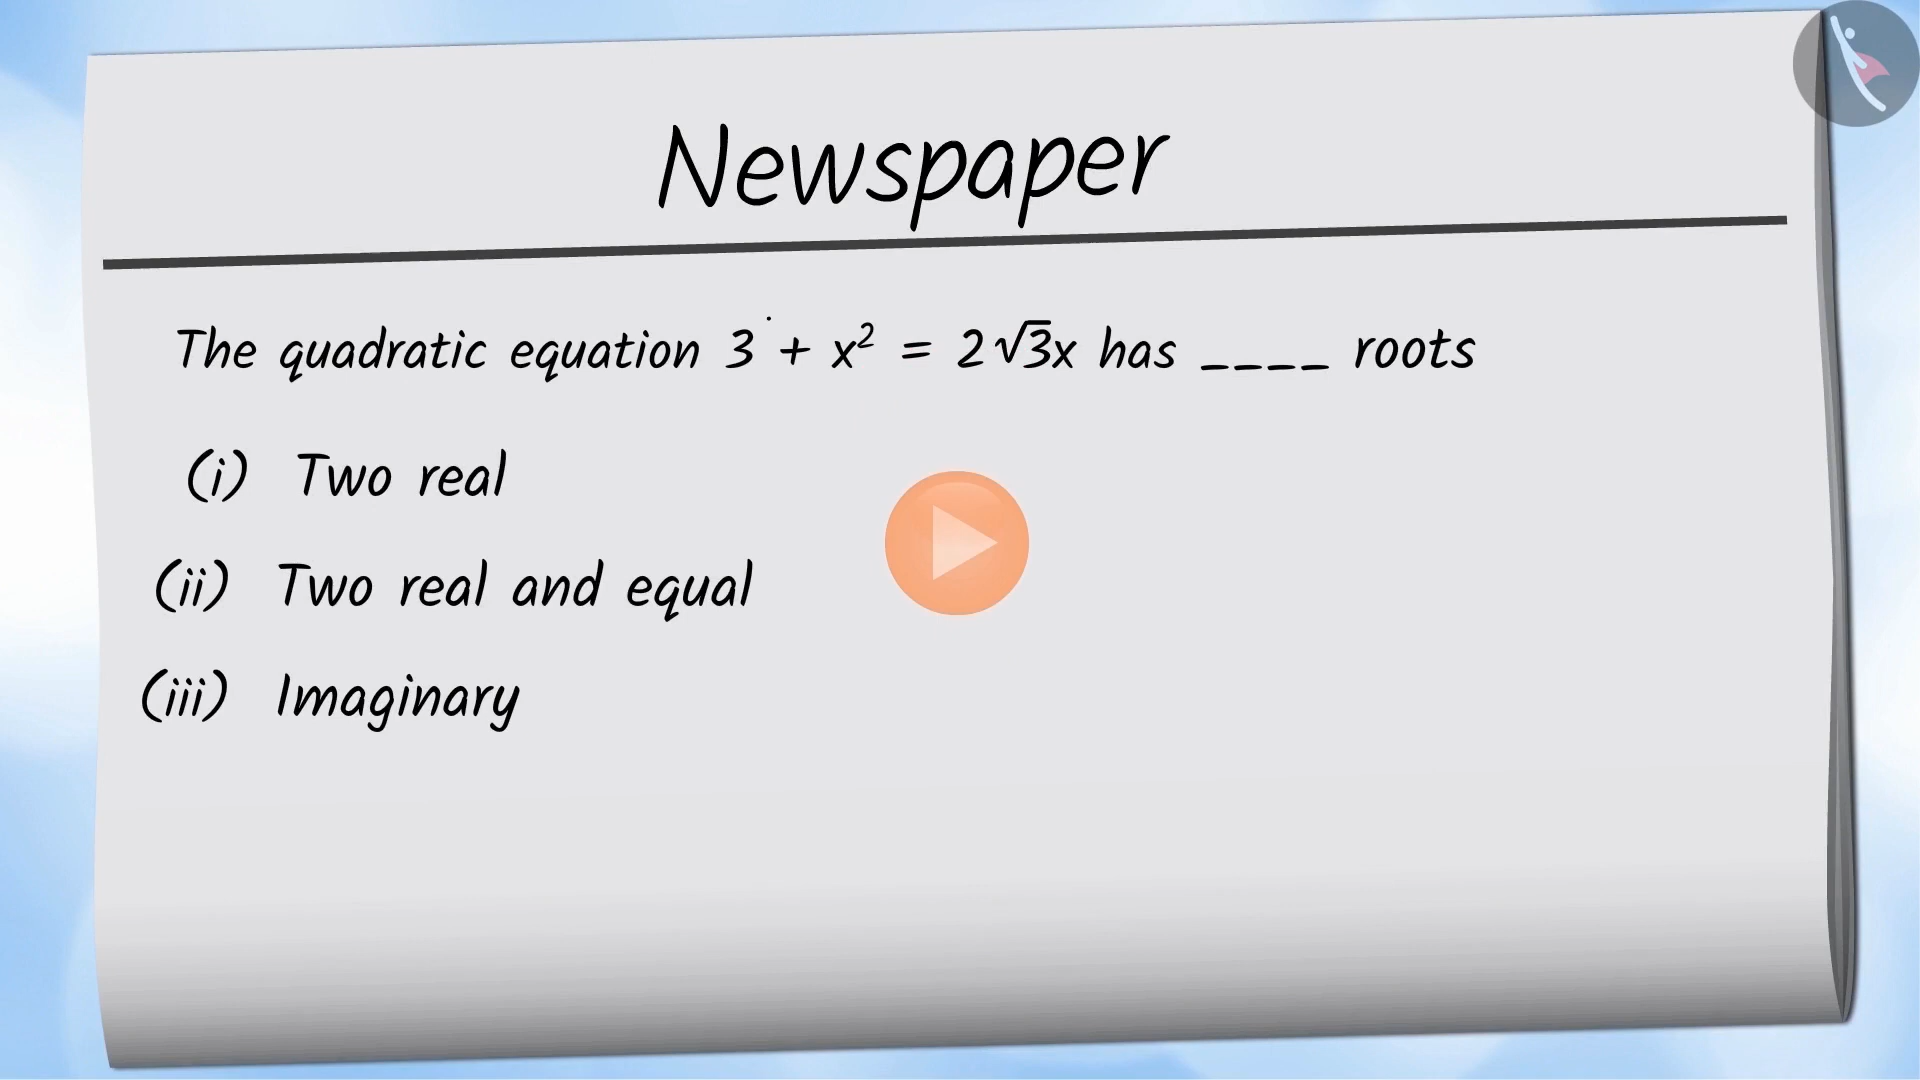 Newspaper
The quadratic equation 3 + x² = 2√3x has ____ roots
(i) Two real
(ii) Two real and equal
(iii) Imaginary